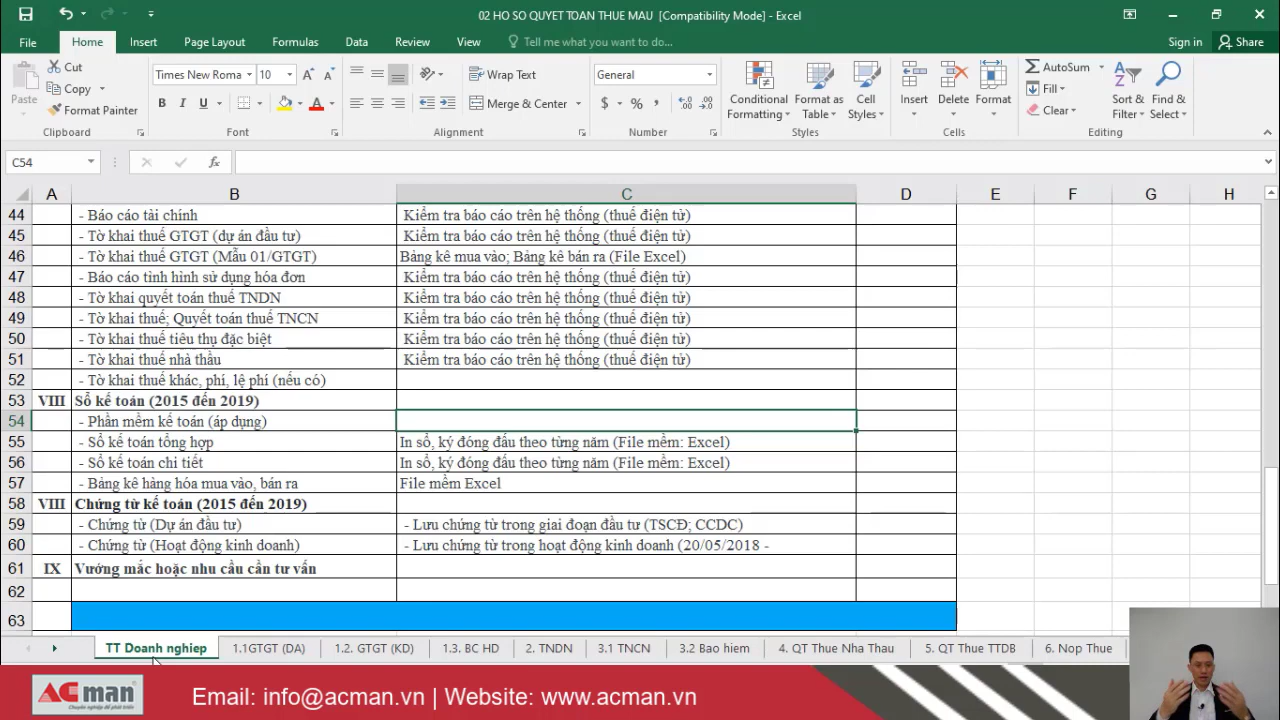 02 HO SO QUYET TOAN THUE MAU [Compatibility Mode] - Excel
File Home Insert Page Layout Formulas Data Review View Tell me what you want to do... Sign in Share
Paste Cut Copy Format Painter Clipboard
Times New Roma 10 B I U A Font
Wrap Text Merge & Center Alignment
General $ % , Number
Conditional Formatting Format as Table Cell Styles Styles
Insert Delete Format Cells
AutoSum Fill Clear Sort & Filter Find & Select Editing
C54 fx
A B C D E F G H
44 - Báo cáo tài chính Kiểm tra báo cáo trên hệ thống (thuế điện tử)
45 - Tờ khai thuế GTGT (dự án đầu tư) Kiểm tra báo cáo trên hệ thống (thuế điện tử)
46 - Tờ khai thuế GTGT (Mẫu 01/GTGT) Bảng kê mua vào; Bảng kê bán ra (File Excel)
47 - Báo cáo tình hình sử dụng hóa đơn Kiểm tra báo cáo trên hệ thống (thuế điện tử)
48 - Tờ khai quyết toán thuế TNDN Kiểm tra báo cáo trên hệ thống (thuế điện tử)
49 - Tờ khai thuế; Quyết toán thuế TNCN Kiểm tra báo cáo trên hệ thống (thuế điện tử)
50 - Tờ khai thuế tiêu thụ đặc biệt Kiểm tra báo cáo trên hệ thống (thuế điện tử)
51 - Tờ khai thuế nhà thầu Kiểm tra báo cáo trên hệ thống (thuế điện tử)
52 - Tờ khai thuế khác, phí, lệ phí (nếu có)
53 VIII Sổ kế toán (2015 đến 2019)
54 - Phần mềm kế toán (áp dụng)
55 - Sổ kế toán tổng hợp In sổ, ký đóng dấu theo từng năm (File mềm: Excel)
56 - Sổ kế toán chi tiết In sổ, ký đóng dấu theo từng năm (File mềm: Excel)
57 - Bảng kê hàng hóa mua vào, bán ra File mềm Excel
58 VIII Chứng từ kế toán (2015 đến 2019)
59 - Chứng từ (Dự án đầu tư) - Lưu chứng từ trong giai đoạn đầu tư (TSCĐ; CCDC)
60 - Chứng từ (Hoạt động kinh doanh) - Lưu chứng từ trong hoạt động kinh doanh (20/05/2018 -
61 IX Vướng mắc hoặc nhu cầu cần tư vấn
62
63
TT Doanh nghiep 1.1GTGT (DA) 1.2. GTGT (KD) 1.3. BC HD 2. TNDN 3.1 TNCN 3.2 Bao hiem 4. QT Thue Nha Thau 5. QT Thue TTDB 6. Nop Thue
ACman
Chuyên nghiệp để phát triển
Email: info@acman.vn | Website: www.acman.vn